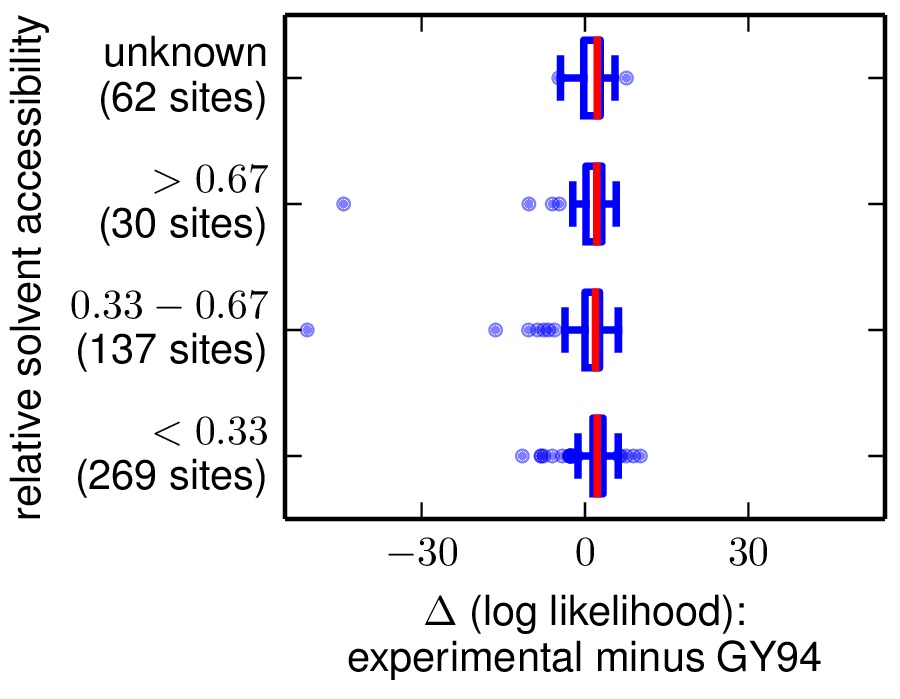 relative solvent accessibility
unknown
(62 sites)
> 0.67
(30 sites)
0.33 − 0.67
(137 sites)
< 0.33
(269 sites)
−30 0 30
Δ (log likelihood):
experimental minus GY94